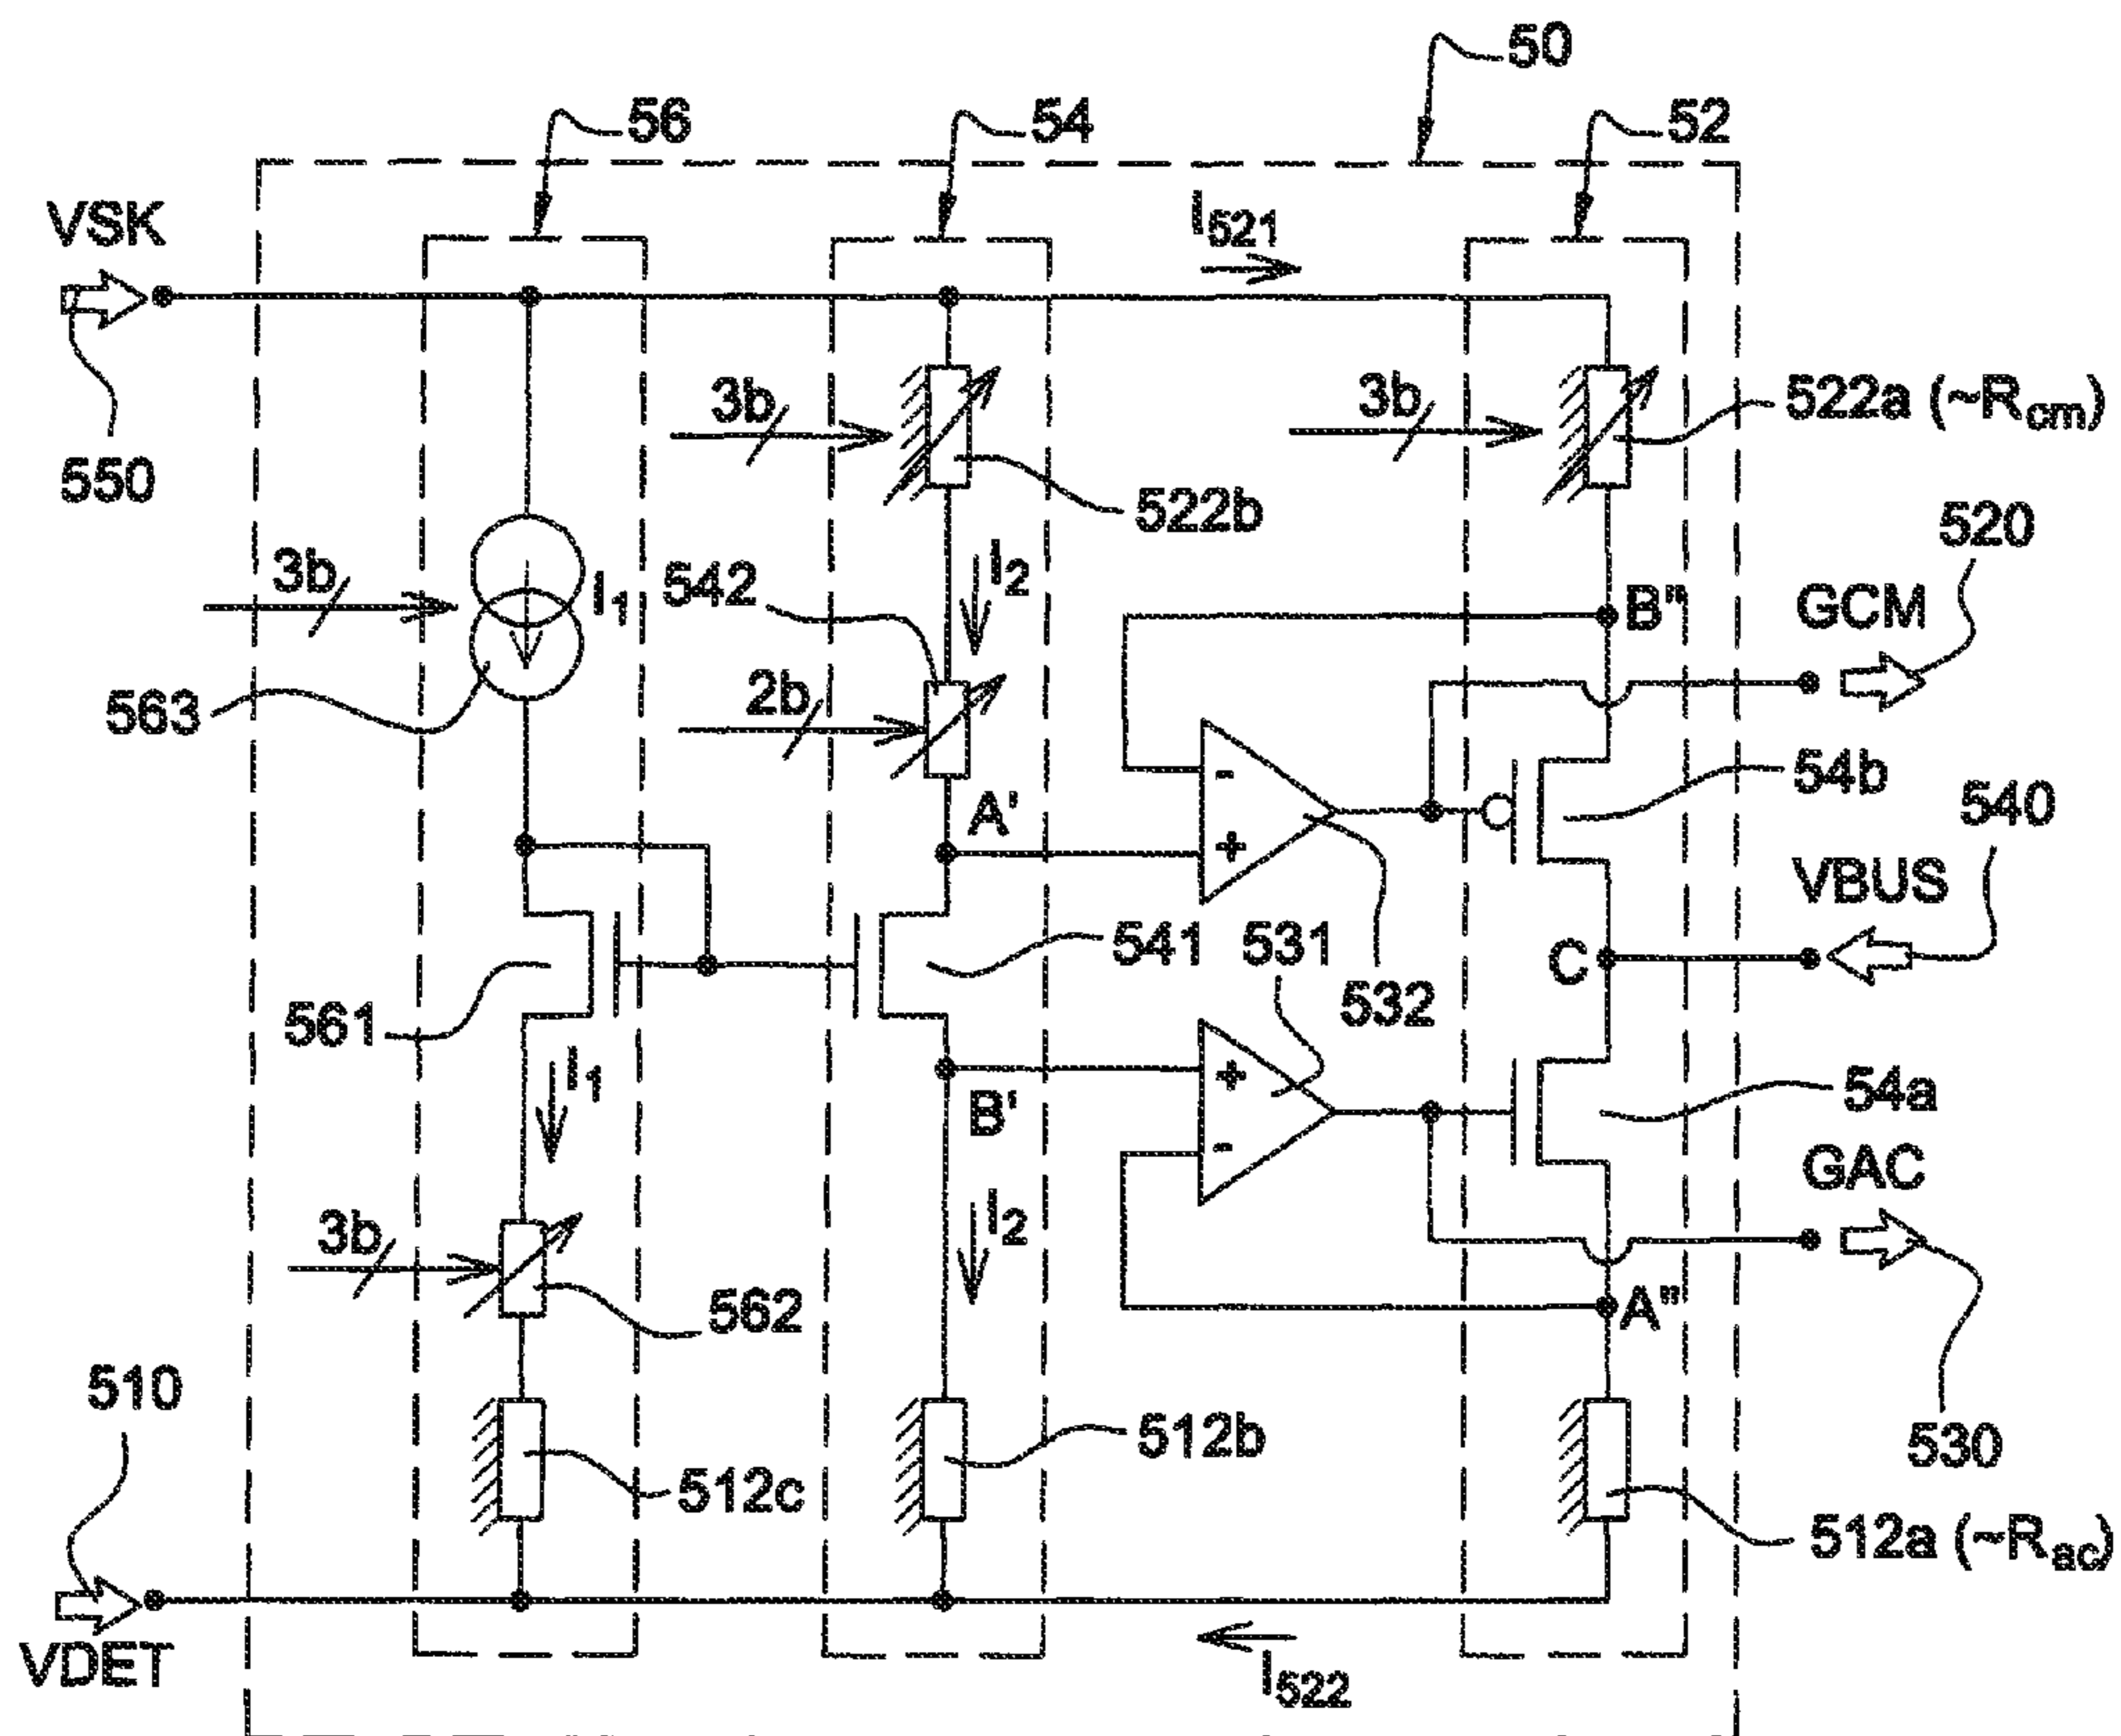 50
56
54
52
VSK
I521
550
3b
3b
522a (~Rcm)
522b
520
3b
I1
542
I2
GCM
B"
563
2b
54b
540
A'
-
+
VBUS
541
531
C
532
561
I1
B'
+
-
54a
GAC
I2
3b
562
A"
510
512b
530
512c
512a (~Rac)
VDET
I522